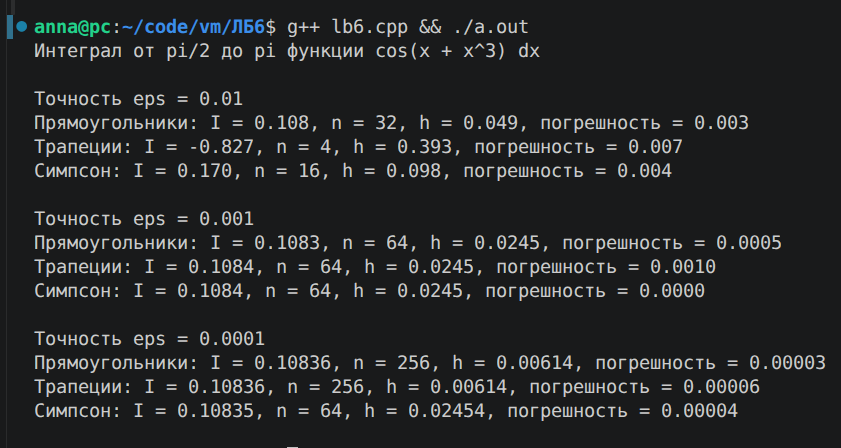 anna@pc:~/code/vm/ЛБ6$ g++ lb6.cpp && ./a.out
Интеграл от pi/2 до pi функции cos(x + x^3) dx
Точность eps = 0.01
Прямоугольники: I = 0.108, n = 32, h = 0.049, погрешность = 0.003
Трапеции: I = -0.827, n = 4, h = 0.393, погрешность = 0.007
Симпсон: I = 0.170, n = 16, h = 0.098, погрешность = 0.004
Точность eps = 0.001
Прямоугольники: I = 0.1083, n = 64, h = 0.0245, погрешность = 0.0005
Трапеции: I = 0.1084, n = 64, h = 0.0245, погрешность = 0.0010
Симпсон: I = 0.1084, n = 64, h = 0.0245, погрешность = 0.0000
Точность eps = 0.0001
Прямоугольники: I = 0.10836, n = 256, h = 0.00614, погрешность = 0.00003
Трапеции: I = 0.10836, n = 256, h = 0.00614, погрешность = 0.00006
Симпсон: I = 0.10835, n = 64, h = 0.02454, погрешность = 0.00004